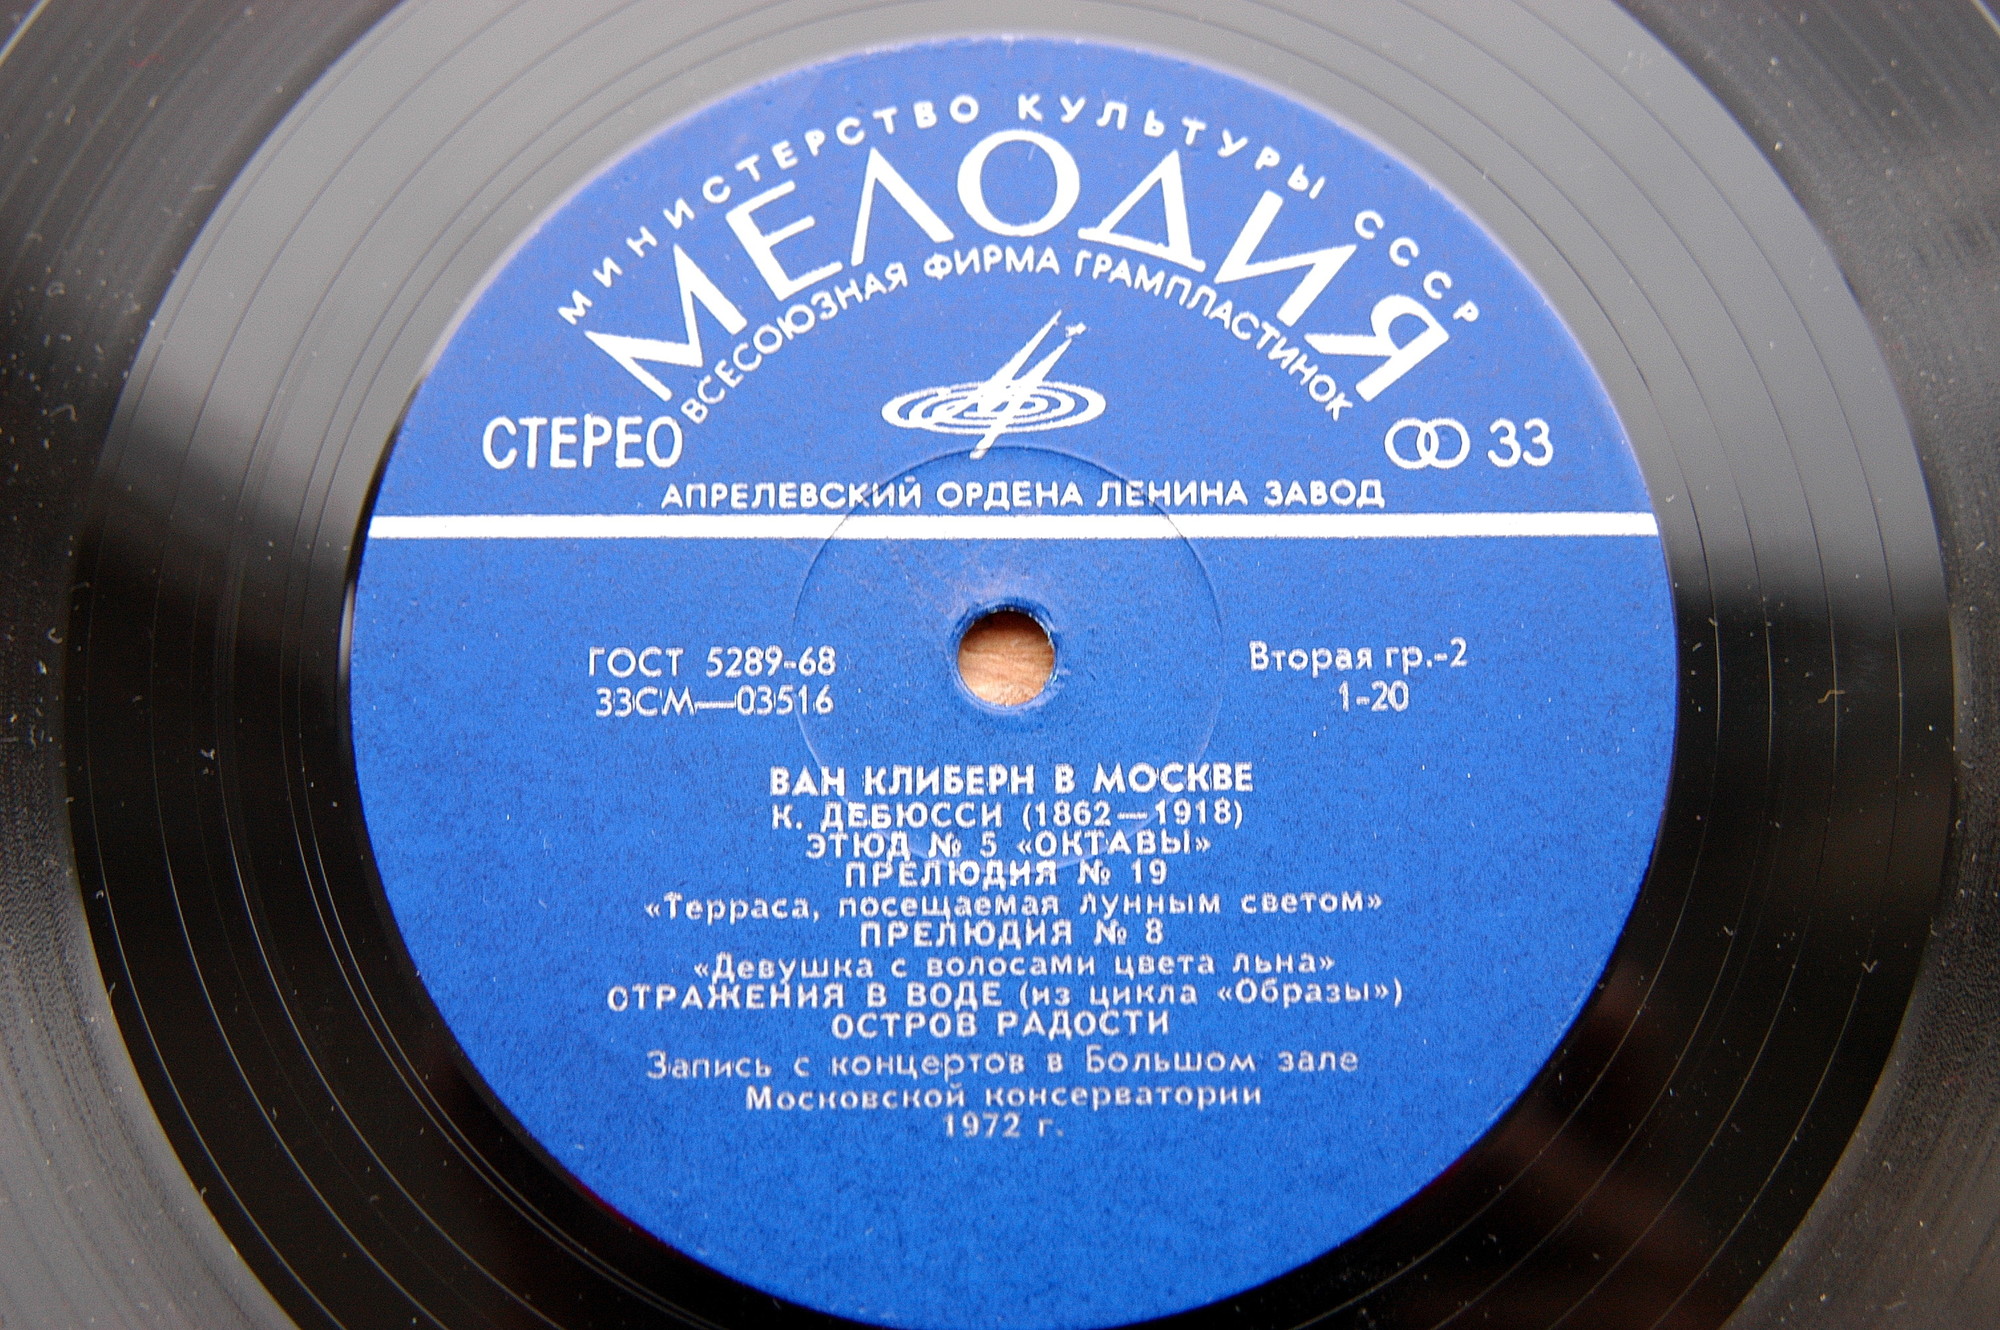 МИНИСТЕРСТВО КУЛЬТУРЫ СССР
МЕЛОДИЯ
ВСЕСОЮЗНАЯ ФИРМА ГРАМПЛАСТИНОК
СТЕРЕО
33
АПРЕЛЕВСКИЙ ОРДЕНА ЛЕНИНА ЗАВОД
ГОСТ 5289-68
33СМ—03516
Вторая гр.-2
1-20
ВАН КЛИБЕРН В МОСКВЕ
К. ДЕБЮССИ (1862—1918)
ЭТЮД № 5 «ОКТАВЫ»
ПРЕЛЮДИЯ № 19
«Терраса, посещаемая лунным светом»
ПРЕЛЮДИЯ № 8
«Девушка с волосами цвета льна»
ОТРАЖЕНИЯ В ВОДЕ (из цикла «Образы»)
ОСТРОВ РАДОСТИ
Запись с концертов в Большом зале
Московской консерватории
1972 г.